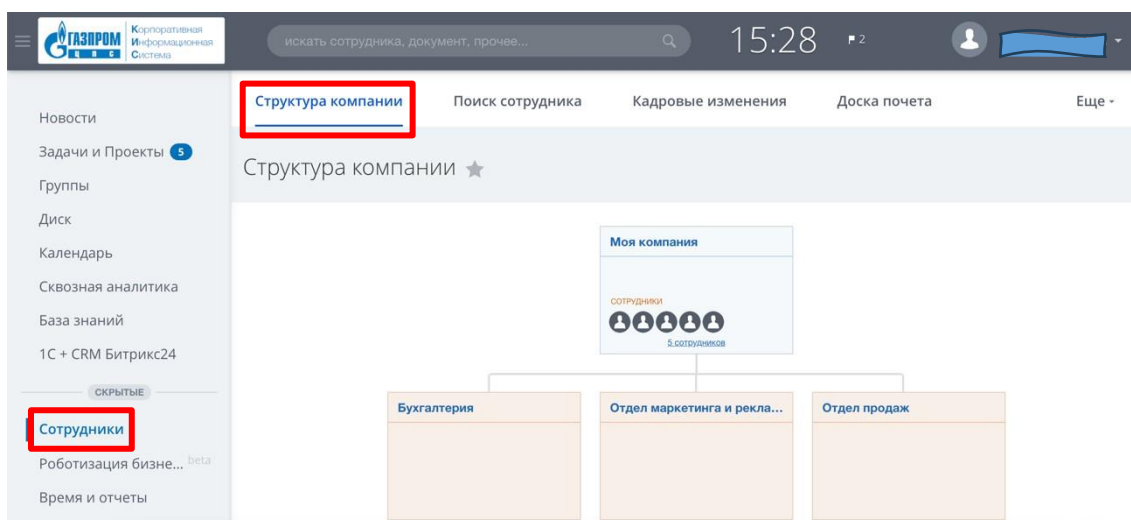 ГАЗПРОМ
ЦПС
Корпоративная
Информационная
Система
искать сотрудника, документ, прочее...
15:28
2
Структура компании
Поиск сотрудника
Кадровые изменения
Доска почета
Еще
Новости
Задачи и Проекты 5
Группы
Диск
Календарь
Сквозная аналитика
База знаний
1С + CRM Битрикс24
СКРЫТЫЕ
Сотрудники
Роботизация бизне... beta
Время и отчеты
Структура компании
Моя компания
СОТРУДНИКИ
5 сотрудников
Бухгалтерия
Отдел маркетинга и рекла...
Отдел продаж